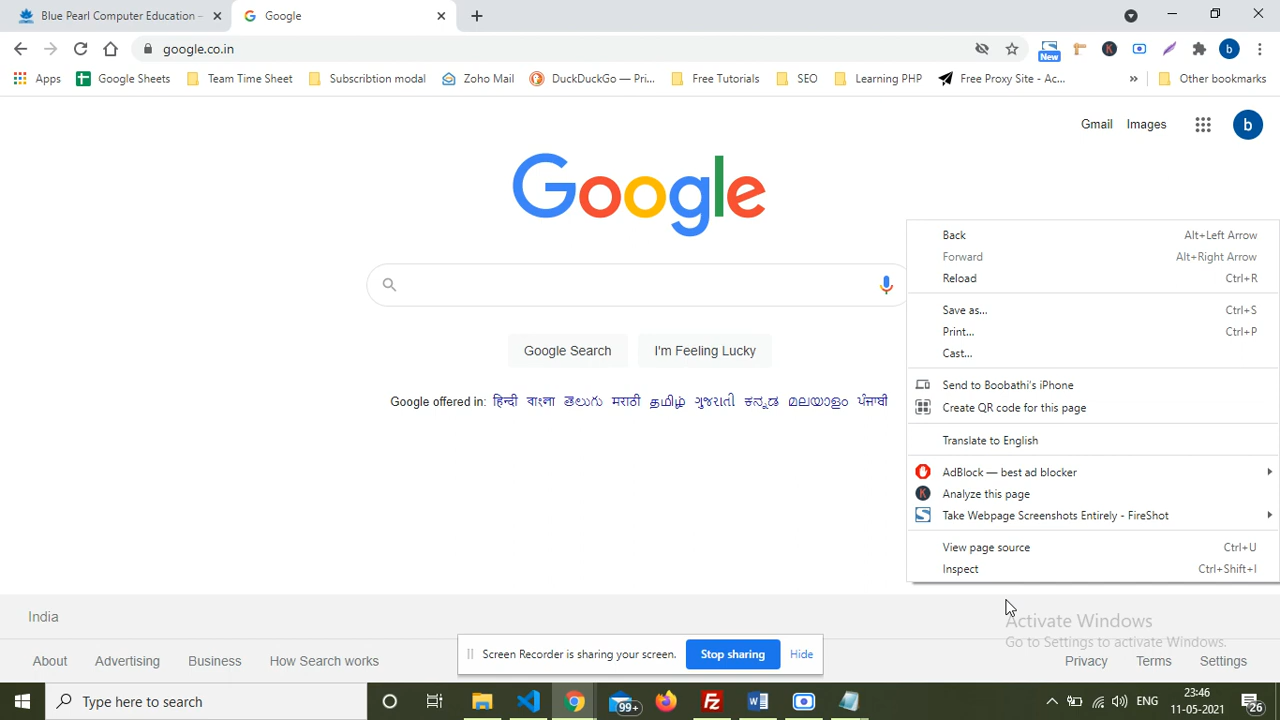 Blue Pearl Computer Education –
Google
google.co.in
New
Apps Google Sheets Team Time Sheet Subscribtion modal Zoho Mail DuckDuckGo — Pri... Free Tutorials SEO Learning PHP Free Proxy Site - Ac... » Other bookmarks
Gmail Images b
Google
Back Alt+Left Arrow
Forward Alt+Right Arrow
Reload Ctrl+R
Save as... Ctrl+S
Print... Ctrl+P
Cast...
Send to Boobathi's iPhone
Create QR code for this page
Translate to English
AdBlock — best ad blocker
Analyze this page
Take Webpage Screenshots Entirely - FireShot
View page source Ctrl+U
Inspect Ctrl+Shift+I
Google Search I'm Feeling Lucky
Google offered in: हिन्दी বাংলা తెలుగు मराठी தமிழ் ગુજરાતી ಕನ್ನಡ മലയാളം ਪੰਜਾਬੀ
India
Activate Windows
Go to Settings to activate Windows.
Screen Recorder is sharing your screen. Stop sharing Hide
About Advertising Business How Search works Privacy Terms Settings
Type here to search
99+
ENG
23:46
11-05-2021
26